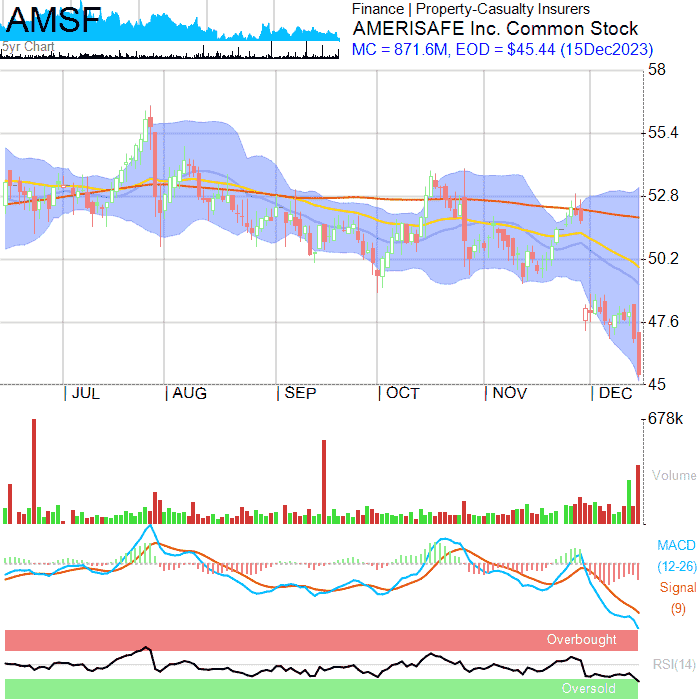 AMSF
5yr Chart
Finance | Property-Casualty Insurers
AMERISAFE Inc. Common Stock
MC = 871.6M, EOD = $45.44 (15Dec2023)
58
55.4
52.8
50.2
47.6
45
| JUL | AUG | SEP | OCT | NOV | DEC
678k
Volume
MACD
(12-26)
Signal
(9)
Overbought
RSI(14)
Oversold